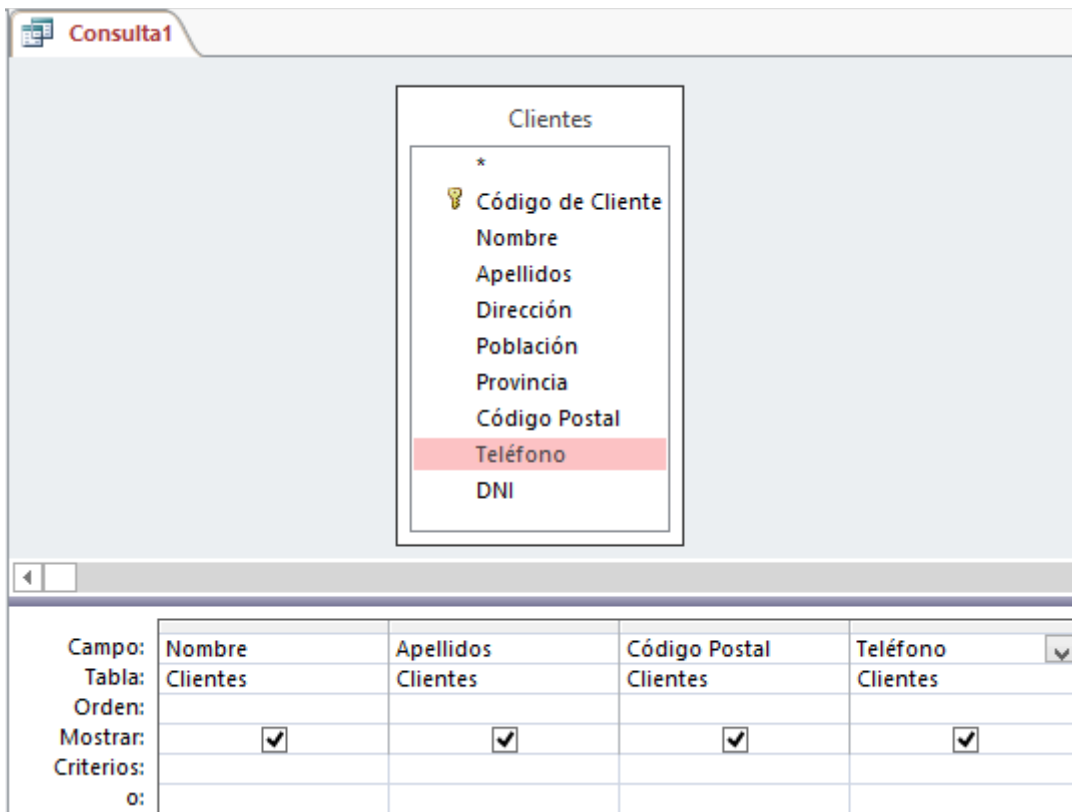 Consulta1
Clientes
*
Código de Cliente
Nombre
Apellidos
Dirección
Población
Provincia
Código Postal
Teléfono
DNI
Campo: Nombre Apellidos Código Postal Teléfono
Tabla: Clientes Clientes Clientes Clientes
Orden:
Mostrar:
Criterios:
o: